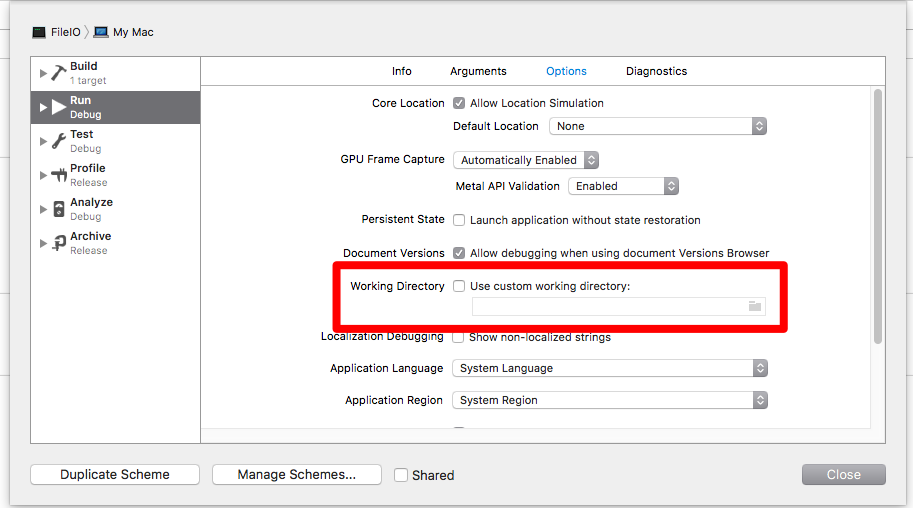 FileIO My Mac
Build
1 target
Run
Debug
Test
Debug
Profile
Release
Analyze
Debug
Archive
Release
Info Arguments Options Diagnostics
Core Location Allow Location Simulation
Default Location None
GPU Frame Capture Automatically Enabled
Metal API Validation Enabled
Persistent State Launch application without state restoration
Document Versions Allow debugging when using document Versions Browser
Working Directory Use custom working directory:
Localization Debugging Show non-localized strings
Application Language System Language
Application Region System Region
Duplicate Scheme Manage Schemes... Shared Close